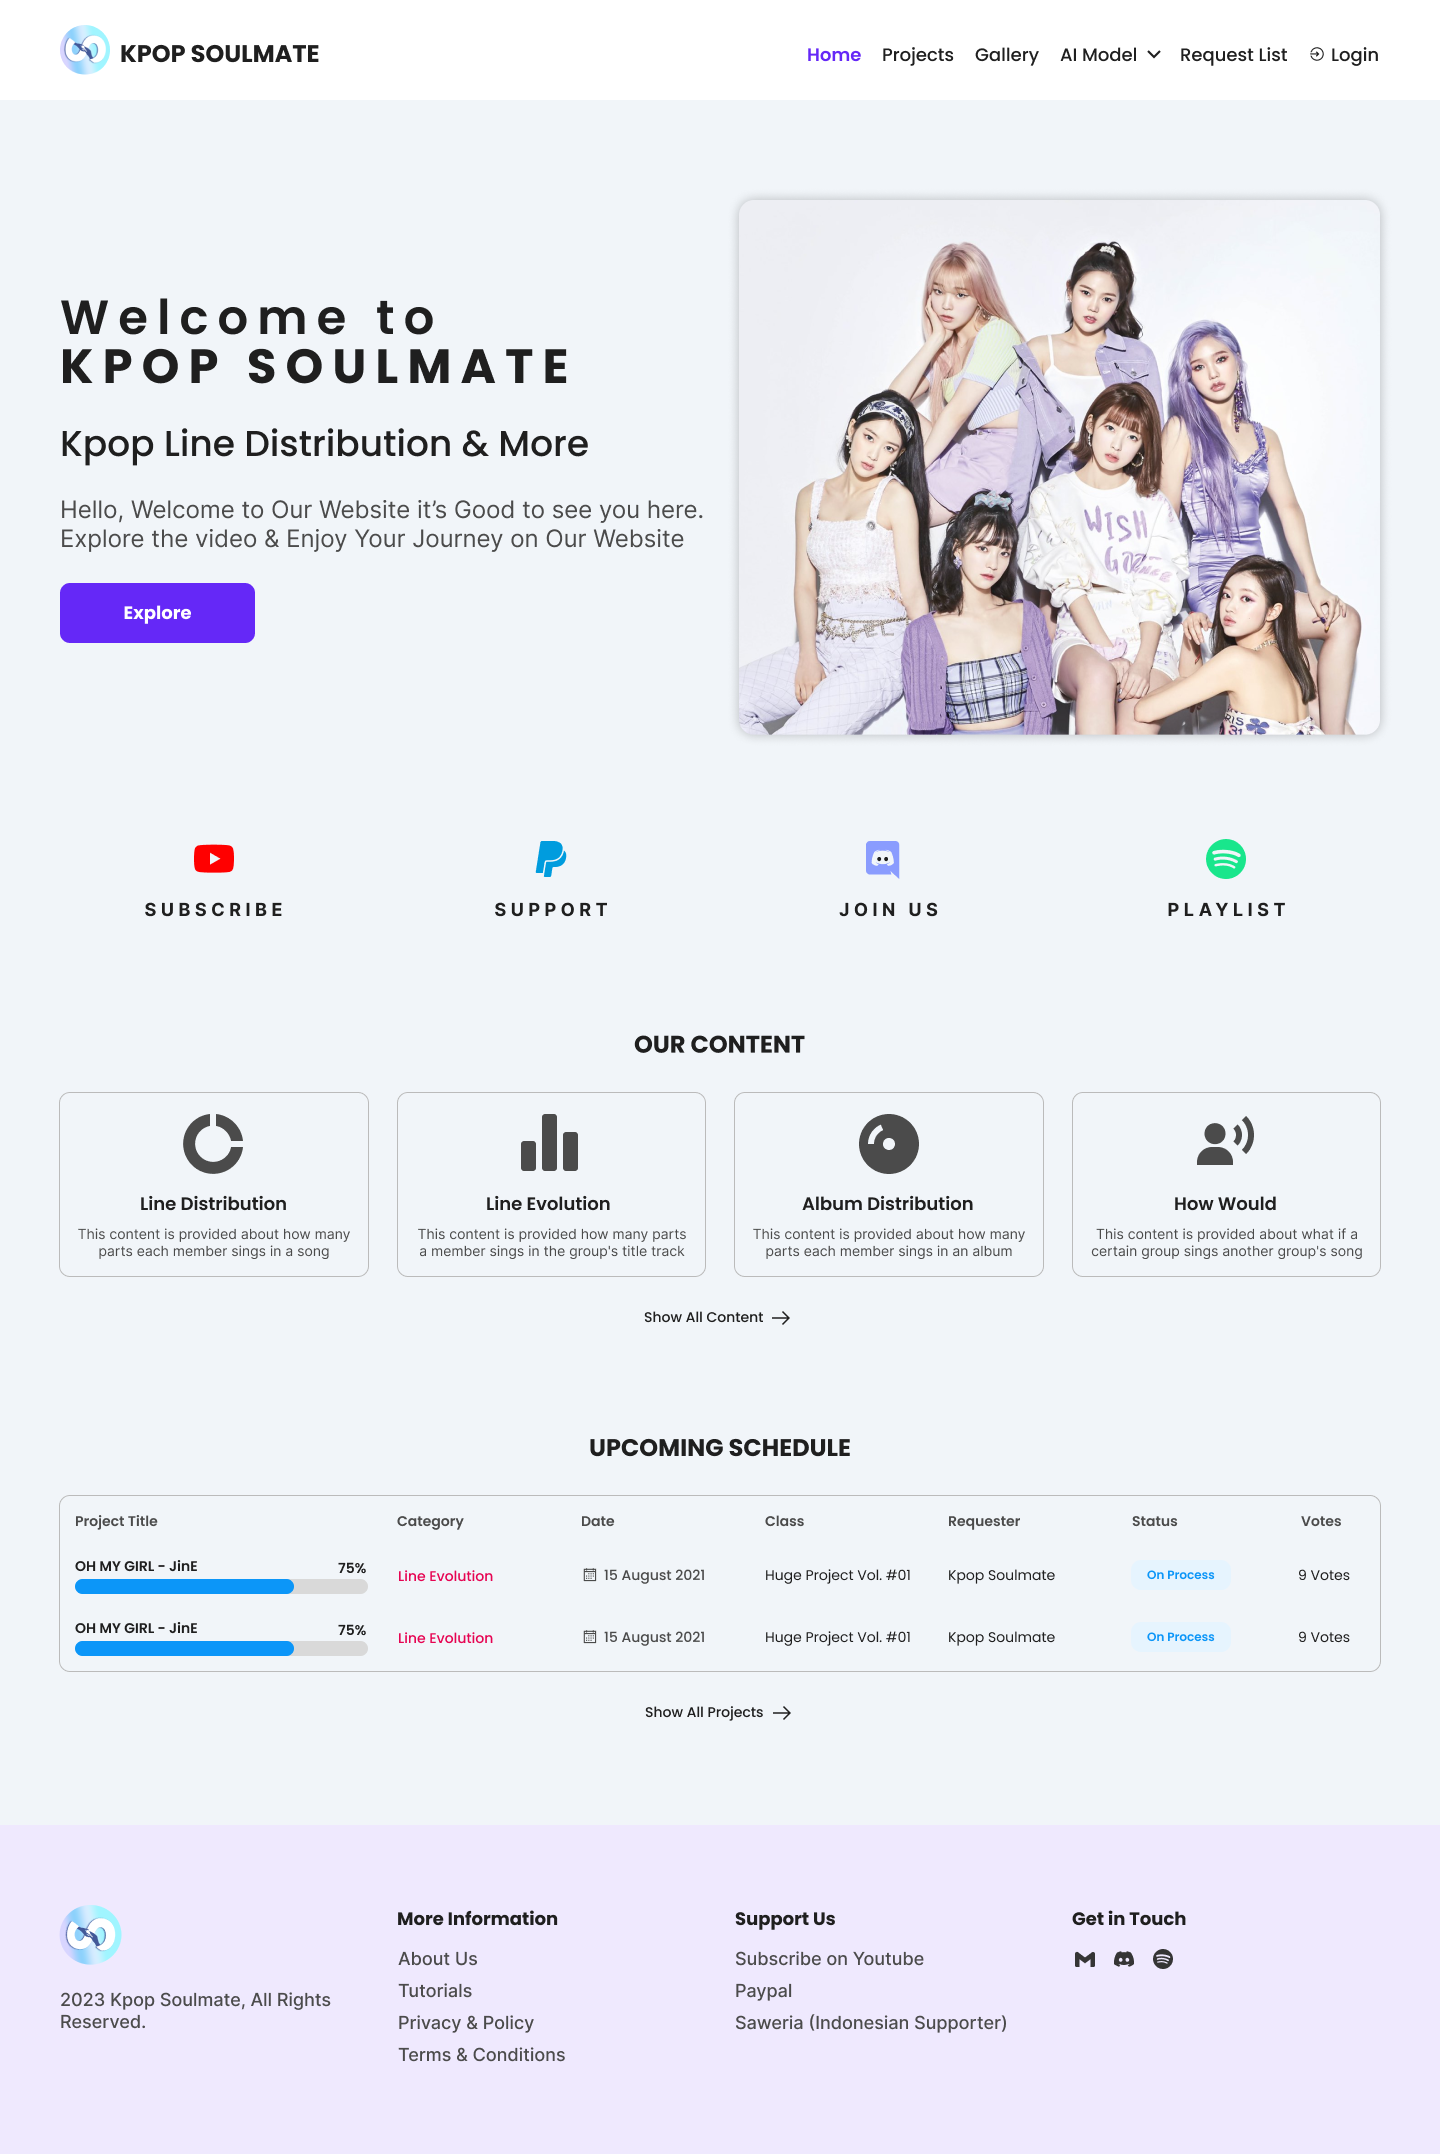 KPOP SOULMATE
Home Projects Gallery AI Model Request List Login
Welcome to
KPOP SOULMATE
Kpop Line Distribution & More
Hello, Welcome to Our Website it’s Good to see you here.
Explore the video & Enjoy Your Journey on Our Website
Explore
WISH
SUBSCRIBE SUPPORT JOIN US PLAYLIST
OUR CONTENT
Line Distribution
This content is provided about how many
parts each member sings in a song
Line Evolution
This content is provided how many parts
a member sings in the group's title track
Album Distribution
This content is provided about how many
parts each member sings in an album
How Would
This content is provided about what if a
certain group sings another group's song
Show All Content
UPCOMING SCHEDULE
Project Title Category Date Class Requester Status Votes
OH MY GIRL - JinE 75% Line Evolution 15 August 2021 Huge Project Vol. #01 Kpop Soulmate On Process 9 Votes
OH MY GIRL - JinE 75% Line Evolution 15 August 2021 Huge Project Vol. #01 Kpop Soulmate On Process 9 Votes
Show All Projects
2023 Kpop Soulmate, All Rights
Reserved.
More Information
About Us
Tutorials
Privacy & Policy
Terms & Conditions
Support Us
Subscribe on Youtube
Paypal
Saweria (Indonesian Supporter)
Get in Touch